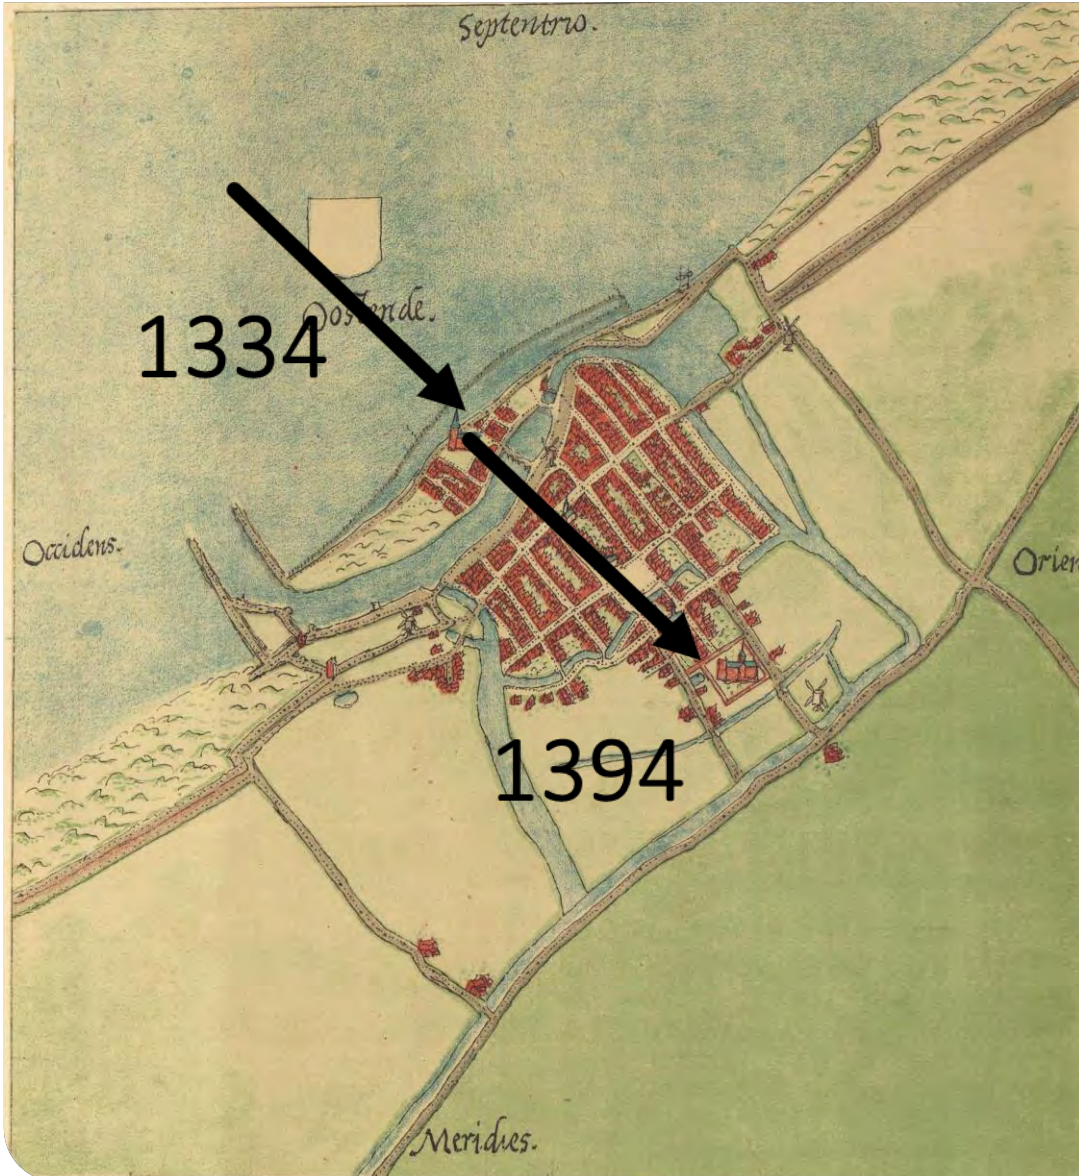 Septentrio.
Oostende.
1334
Occidens.
Orien
1394
Meridies.